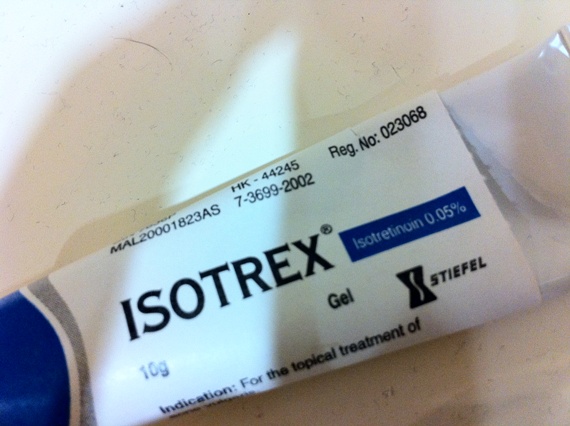 HK - 44245
Reg. No: 023068
MAL20001823AS 7-3699-2002
ISOTREX® Isotretinoin 0.05%
Gel STIEFEL
10g
Indication: For the topical treatment of